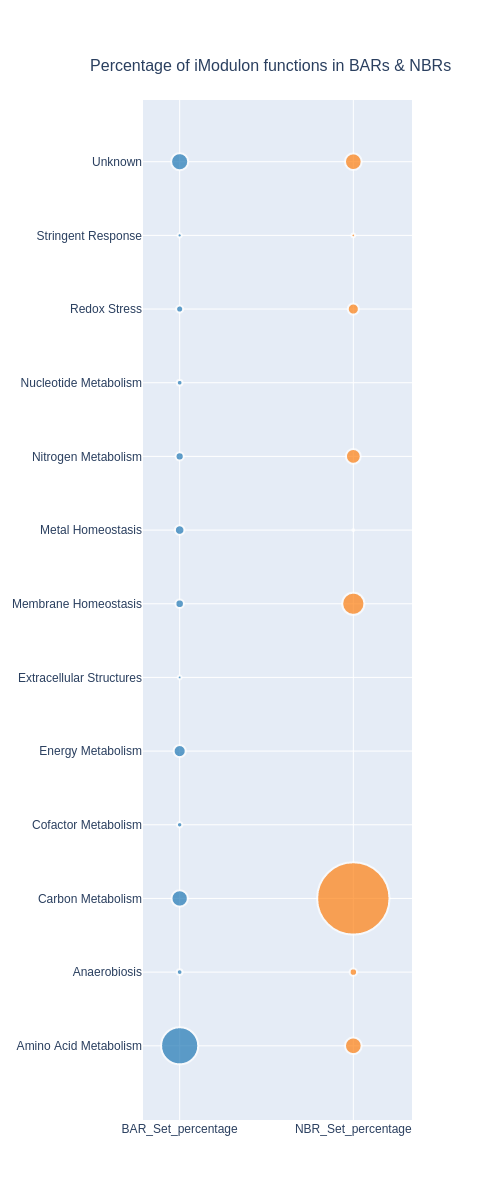 Percentage of iModulon functions in BARs & NBRs
Unknown
Stringent Response
Redox Stress
Nucleotide Metabolism
Nitrogen Metabolism
Metal Homeostasis
Membrane Homeostasis
Extracellular Structures
Energy Metabolism
Cofactor Metabolism
Carbon Metabolism
Anaerobiosis
Amino Acid Metabolism
BAR_Set_percentage NBR_Set_percentage